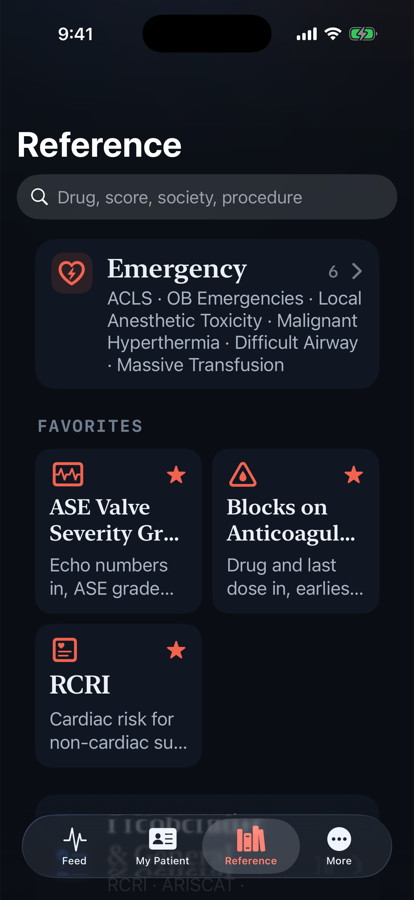 9:41
Reference
Drug, score, society, procedure
Emergency 6
ACLS · OB Emergencies · Local
Anesthetic Toxicity · Malignant
Hyperthermia · Difficult Airway
· Massive Transfusion
FAVORITES
ASE Valve
Severity Gr...
Echo numbers
in, ASE grade...
Blocks on
Anticoagul...
Drug and last
dose in, earlies...
RCRI
Cardiac risk for
non-cardiac su...
Feed
My Patient
Reference
More
RCRI · ARISCAT ·